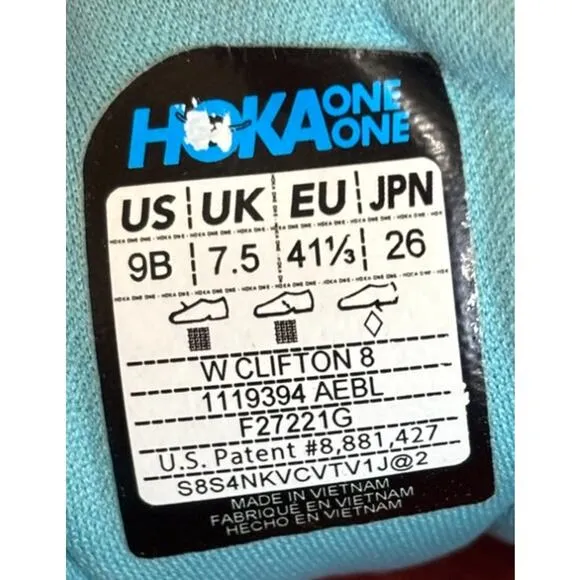 HOKA ONE ONE
US UK EU JPN
9B 7.5 41⅓ 26
W CLIFTON 8
1119394 AEBL
F27221G
U.S. Patent #8,881,427
S8S4NKVCVTV1J@2
MADE IN VIETNAM
FABRIQUÉ EN VIETNAM
HECHO EN VIETNAM